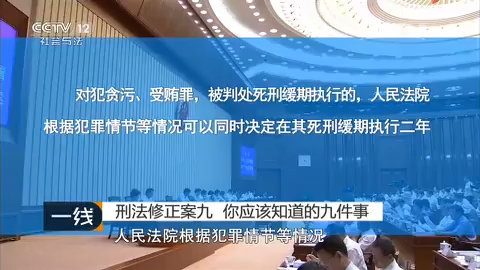 CCTV 12
社会与法
对犯贪污、受贿罪，被判处死刑缓期执行的，人民法院
根据犯罪情节等情况可以同时决定在其死刑缓期执行二年
一线
刑法修正案九 你应该知道的九件事
人民法院根据犯罪情节等情况